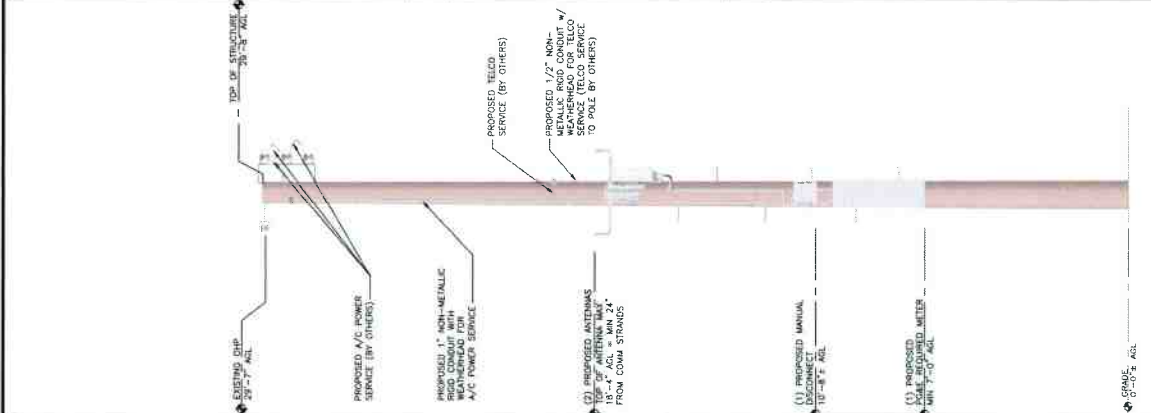 TOP OF STRUCTURE
29'-8" AGL
PROPOSED TELCO
SERVICE (BY OTHERS)
PROPOSED 1/2" NON-
METALLIC RIGID CONDUIT w/
WEATHERHEAD FOR TELCO
SERVICE (TELCO SERVICE
TO POLE BY OTHERS)
EXISTING OHP
29'-7" AGL
PROPOSED A/C POWER
SERVICE (BY OTHERS)
PROPOSED 1" NON-METALLIC
RIGID CONDUIT WITH
WEATHERHEAD FOR
A/C POWER SERVICE
(2) PROPOSED ANTENNAS
TOP OF ANTENNA MAX
18'-4" AGL = MIN 24"
FROM COMM STRANDS
(1) PROPOSED MANUAL
DISCONNECT
10'-8"± AGL
(1) PROPOSED
PG&E REQUIRED METER
MIN 7'-0" AGL
GRADE
0'-0"± AGL